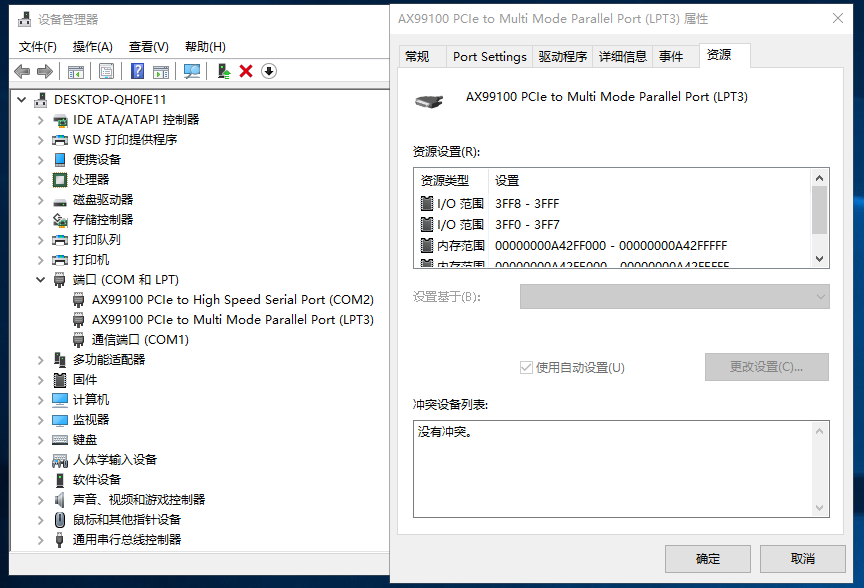 设备管理器
文件(F) 操作(A) 查看(V) 帮助(H)
DESKTOP-QH0FE11
IDE ATA/ATAPI 控制器
WSD 打印提供程序
便携设备
处理器
磁盘驱动器
存储控制器
打印队列
打印机
端口 (COM 和 LPT)
AX99100 PCIe to High Speed Serial Port (COM2)
AX99100 PCIe to Multi Mode Parallel Port (LPT3)
通信端口 (COM1)
多功能适配器
固件
计算机
监视器
键盘
人体学输入设备
软件设备
声音、视频和游戏控制器
鼠标和其他指针设备
通用串行总线控制器
AX99100 PCIe to Multi Mode Parallel Port (LPT3) 属性
常规 Port Settings 驱动程序 详细信息 事件 资源
AX99100 PCIe to Multi Mode Parallel Port (LPT3)
资源设置(R):
资源类型 设置
I/O 范围 3FF8 - 3FFF
I/O 范围 3FF0 - 3FF7
内存范围 00000000A42FF000 - 00000000A42FFFFF
内存范围 00000000A42FE000 - 00000000A42FEFFF
设置基于(B):
使用自动设置(U)
更改设置(C)...
冲突设备列表:
没有冲突。
确定 取消